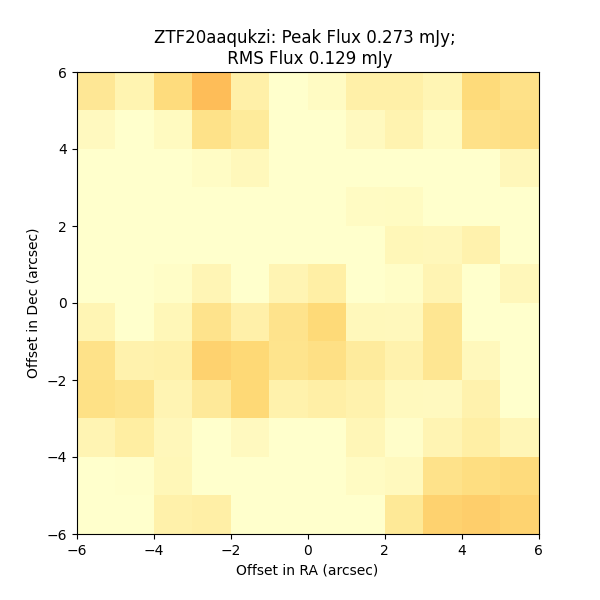 ZTF20aaqukzi: Peak Flux 0.273 mJy;
RMS Flux 0.129 mJy
6
4
2
0
−2
−4
−6
Offset in Dec (arcsec)
−6 −4 −2 0 2 4 6
Offset in RA (arcsec)